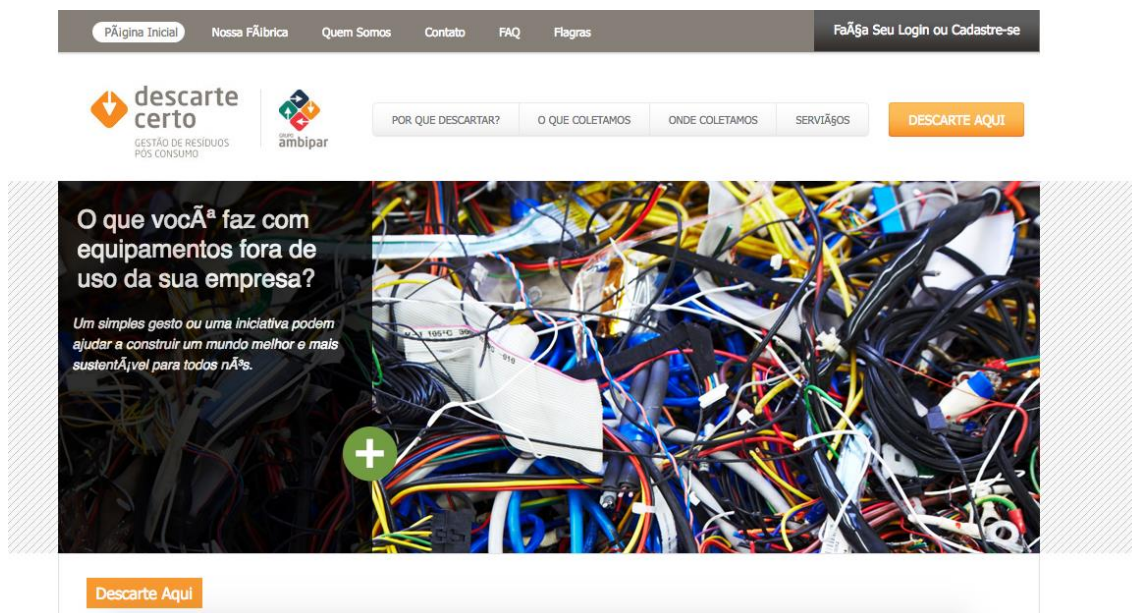 PÃ¡gina Inicial Nossa FÃ¡brica Quem Somos Contato FAQ Flagras FaÃ§a Seu Login ou Cadastre-se
descarte
certo
GESTÃO DE RESÍDUOS
PÓS CONSUMO
GRUPO
ambipar
POR QUE DESCARTAR? O QUE COLETAMOS ONDE COLETAMOS SERVIÃ§OS DESCARTE AQUI
O que vocÃª faz com
equipamentos fora de
uso da sua empresa?
Um simples gesto ou uma iniciativa podem
ajudar a construir um mundo melhor e mais
sustentÃ¡vel para todos nÃ³s.
Descarte Aqui